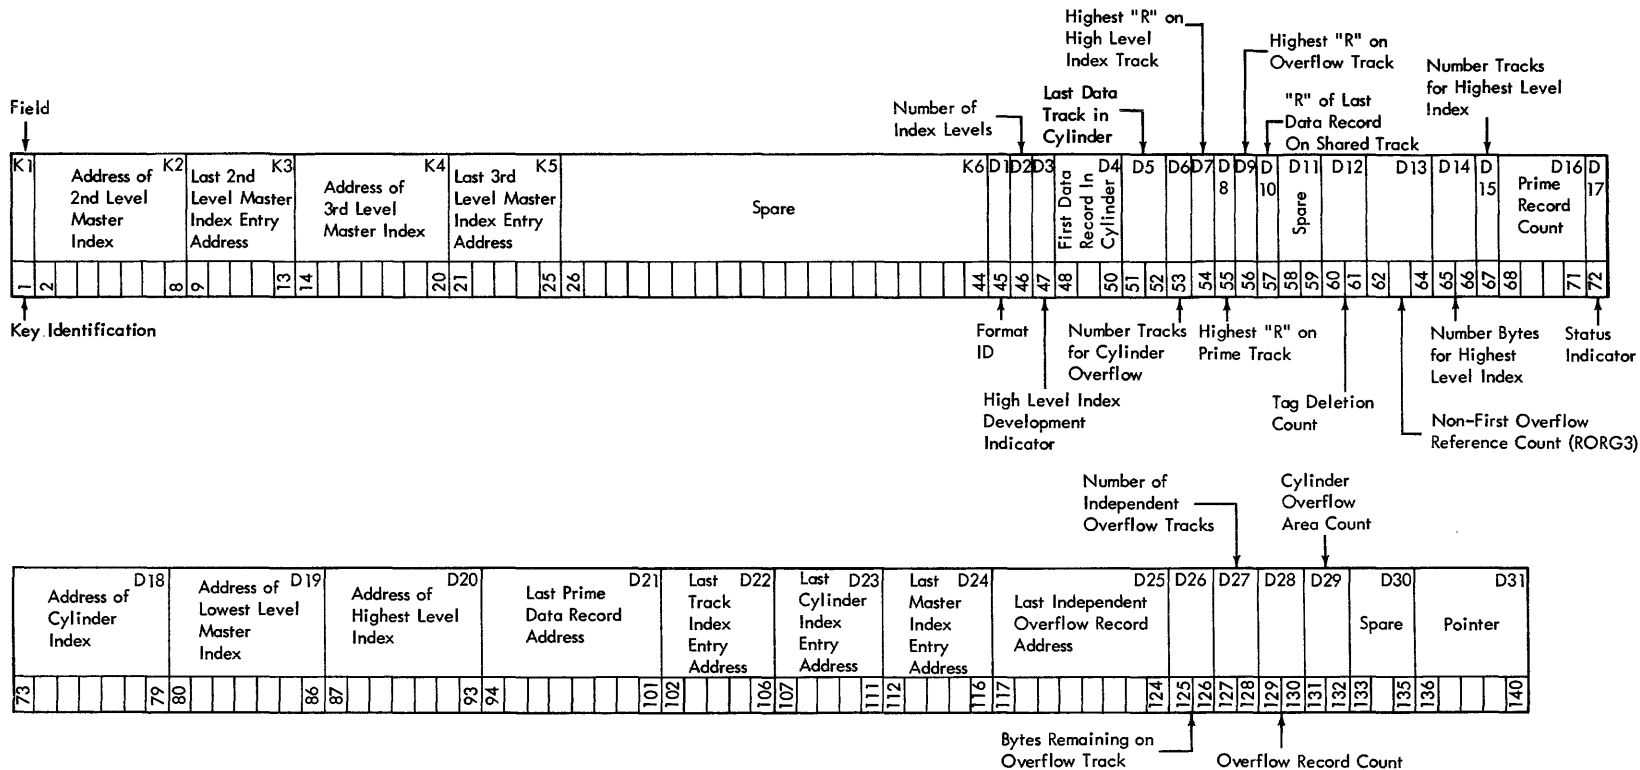 Highest "R" on
High Level
Index Track
Highest "R" on
Overflow Track
Number Tracks
for Highest Level
Index
Last Data
Track in
Cylinder
"R" of Last
Data Record
On Shared Track
Field
Number of
Index Levels
K1
K2
Address of
2nd Level
Master
Index
K3
Last 2nd
Level Master
Index Entry
Address
K4
Address of
3rd Level
Master Index
K5
Last 3rd
Level Master
Index Entry
Address
K6
Spare
D1
D2
D3
D4
First Data
Record In
Cylinder
D5
D6
D7
D
8
D9
D
10
D11
Spare
D12
D13
D14
D
15
D16
Prime
Record
Count
D
17
1 2 8 9 13 14 20 21 25 26 44 45 46 47 48 50 51 52 53 54 55 56 57 58 59 60 61 62 64 65 66 67 68 71 72
Key Identification
Format
ID
Number Tracks
for Cylinder
Overflow
Highest "R" on
Prime Track
Number Bytes
for Highest
Level Index
Status
Indicator
High Level Index
Development
Indicator
Tag Deletion
Count
Non-First Overflow
Reference Count (RORG3)
Number of
Independent
Overflow Tracks
Cylinder
Overflow
Area Count
D18
Address of
Cylinder
Index
D19
Address of
Lowest Level
Master
Index
D20
Address of
Highest Level
Index
D21
Last Prime
Data Record
Address
D22
Last
Track
Index
Entry
Address
D23
Last
Cylinder
Index
Entry
Address
D24
Last
Master
Index
Entry
Address
D25
Last Independent
Overflow Record
Address
D26
D27
D28
D29
D30
Spare
D31
Pointer
73 79 80 86 87 93 94 101 102 106 107 111 112 116 117 124 125 126 127 128 129 130 131 132 133 135 136 140
Bytes Remaining on
Overflow Track
Overflow Record Count